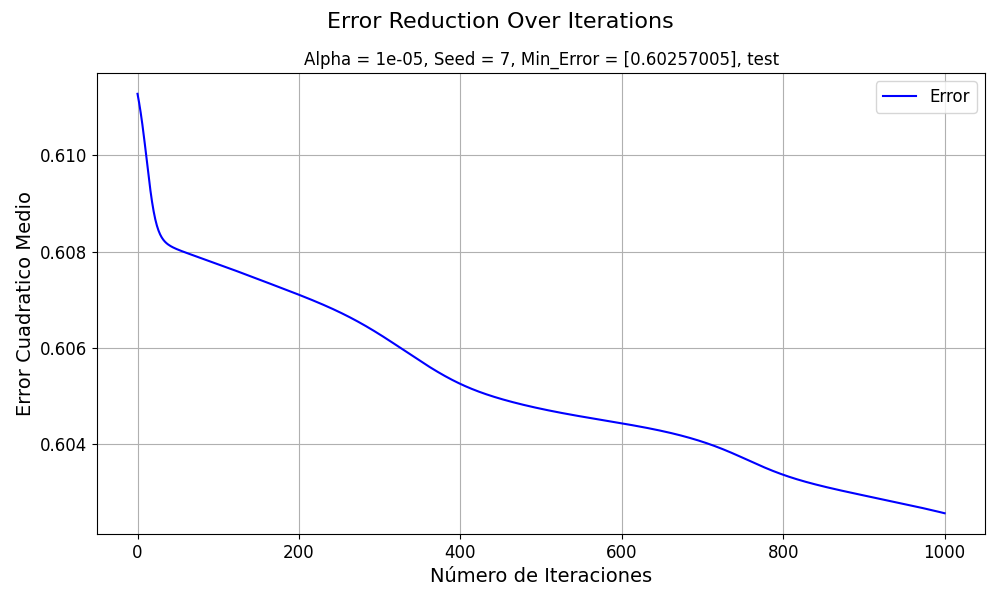 Error Reduction Over Iterations
Alpha = 1e-05, Seed = 7, Min_Error = [0.60257005], test
Error
0.610
0.608
0.606
0.604
Error Cuadratico Medio
0 200 400 600 800 1000
Número de Iteraciones